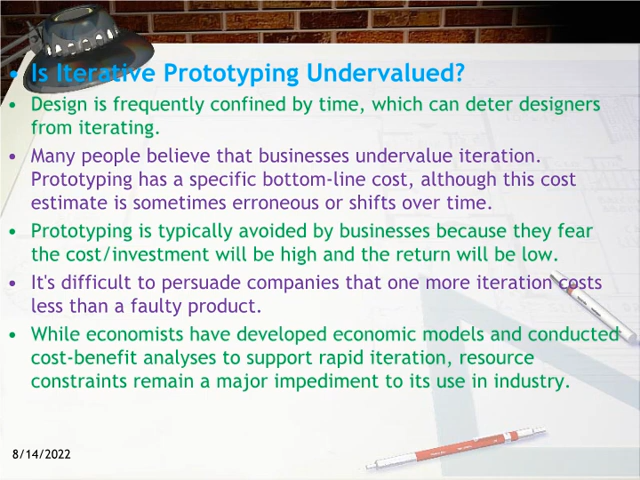 • Is Iterative Prototyping Undervalued?
• Design is frequently confined by time, which can deter designers
from iterating.
• Many people believe that businesses undervalue iteration.
Prototyping has a specific bottom-line cost, although this cost
estimate is sometimes erroneous or shifts over time.
• Prototyping is typically avoided by businesses because they fear
the cost/investment will be high and the return will be low.
• It's difficult to persuade companies that one more iteration costs
less than a faulty product.
• While economists have developed economic models and conducted
cost-benefit analyses to support rapid iteration, resource
constraints remain a major impediment to its use in industry.
8/14/2022